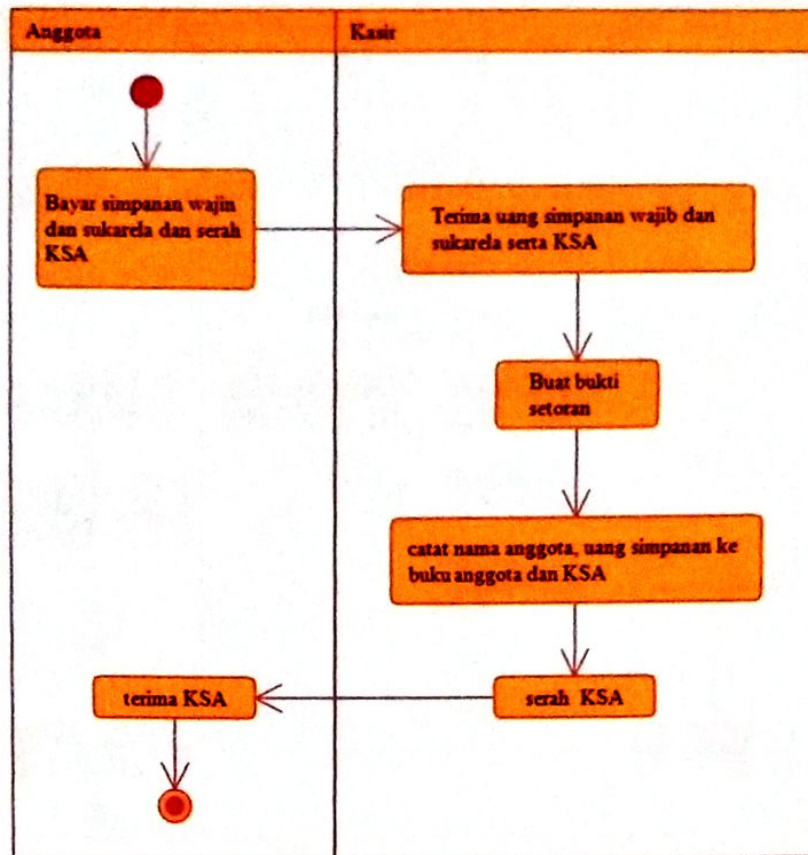 Anggota
Kasir
Bayar simpanan wajin
dan sukarela dan serah
KSA
Terima uang simpanan wajib dan
sukarela serta KSA
Buat bukti
setoran
catat nama anggota, uang simpanan ke
buku anggota dan KSA
serah KSA
terima KSA